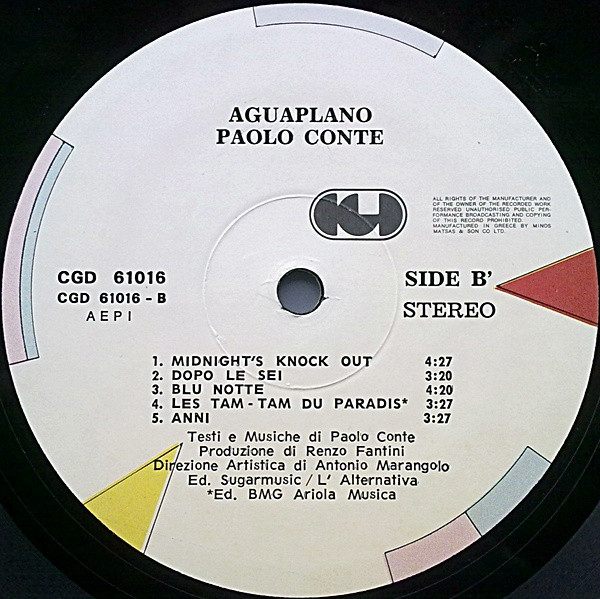 AGUAPLANO
PAOLO CONTE
ALL RIGHTS OF THE MANUFACTURER AND
OF THE OWNER OF THE RECORDED WORK
RESERVED UNAUTHORISED PUBLIC PER-
FORMANCE BROADCASTING AND COPYING
OF THIS RECORD PROHIBITED
MANUFACTURED IN GREECE BY MINOS
MATSAS & SON CO LTD.
CGD 61016
CGD 61016 - B
AEPI
SIDE B'
STEREO
1. MIDNIGHT'S KNOCK OUT 4:27
2. DOPO LE SEI 3:20
3. BLU NOTTE 4:20
4. LES TAM - TAM DU PARADIS* 3:27
5. ANNI 3:27
Testi e Musiche di Paolo Conte
Produzione di Renzo Fantini
Direzione Artistica di Antonio Marangolo
Ed. Sugarmusic / L' Alternativa
*Ed. BMG Ariola Musica